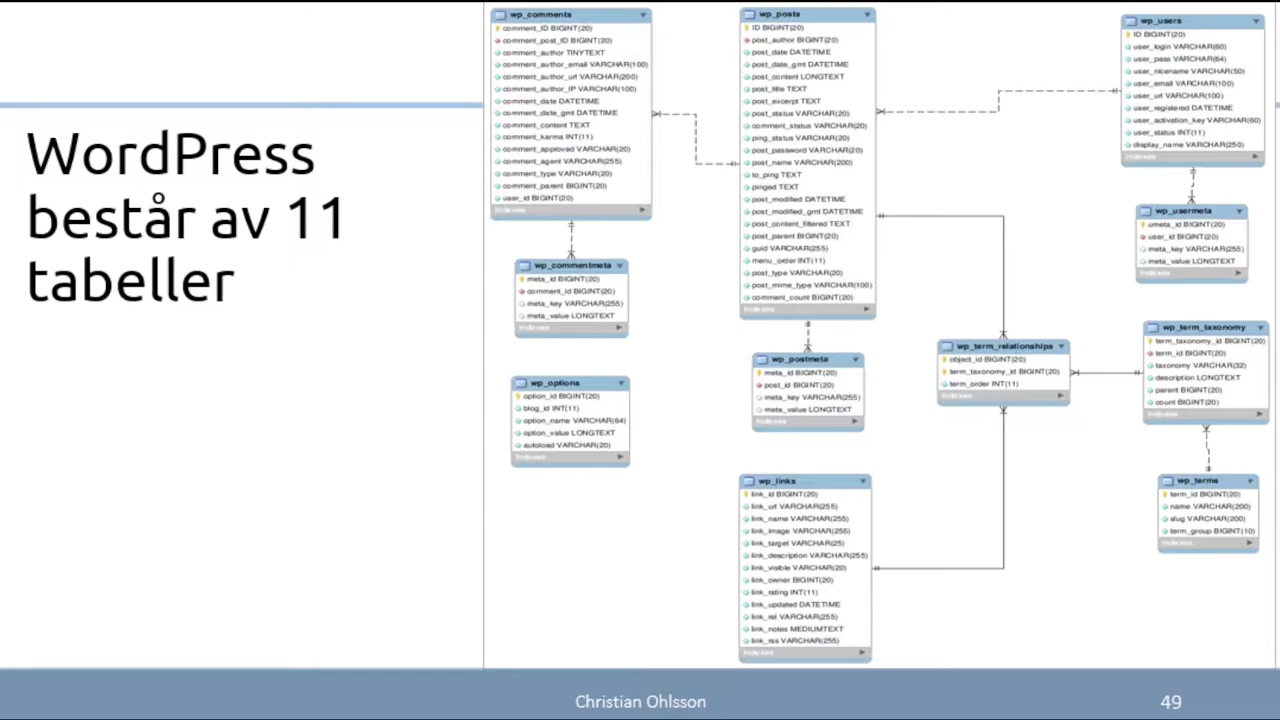 WordPress
består av 11
tabeller
wp_comments
comment_ID BIGINT(20)
comment_post_ID BIGINT(20)
comment_author TINYTEXT
comment_author_email VARCHAR(100)
comment_author_url VARCHAR(200)
comment_author_IP VARCHAR(100)
comment_date DATETIME
comment_date_gmt DATETIME
comment_content TEXT
comment_karma INT(11)
comment_approved VARCHAR(20)
comment_agent VARCHAR(255)
comment_type VARCHAR(20)
comment_parent BIGINT(20)
user_id BIGINT(20)
Indexes
wp_commentmeta
meta_id BIGINT(20)
comment_id BIGINT(20)
meta_key VARCHAR(255)
meta_value LONGTEXT
Indexes
wp_options
option_id BIGINT(20)
blog_id INT(11)
option_name VARCHAR(64)
option_value LONGTEXT
autoload VARCHAR(20)
Indexes
wp_posts
ID BIGINT(20)
post_author BIGINT(20)
post_date DATETIME
post_date_gmt DATETIME
post_content LONGTEXT
post_title TEXT
post_excerpt TEXT
post_status VARCHAR(20)
comment_status VARCHAR(20)
ping_status VARCHAR(20)
post_password VARCHAR(20)
post_name VARCHAR(200)
to_ping TEXT
pinged TEXT
post_modified DATETIME
post_modified_gmt DATETIME
post_content_filtered TEXT
post_parent BIGINT(20)
guid VARCHAR(255)
menu_order INT(11)
post_type VARCHAR(20)
post_mime_type VARCHAR(100)
comment_count BIGINT(20)
Indexes
wp_postmeta
meta_id BIGINT(20)
post_id BIGINT(20)
meta_key VARCHAR(255)
meta_value LONGTEXT
Indexes
wp_links
link_id BIGINT(20)
link_url VARCHAR(255)
link_name VARCHAR(255)
link_image VARCHAR(255)
link_target VARCHAR(25)
link_description VARCHAR(255)
link_visible VARCHAR(20)
link_owner BIGINT(20)
link_rating INT(11)
link_updated DATETIME
link_rel VARCHAR(255)
link_notes MEDIUMTEXT
link_rss VARCHAR(255)
Indexes
wp_term_relationships
object_id BIGINT(20)
term_taxonomy_id BIGINT(20)
term_order INT(11)
Indexes
wp_users
ID BIGINT(20)
user_login VARCHAR(60)
user_pass VARCHAR(64)
user_nicename VARCHAR(50)
user_email VARCHAR(100)
user_url VARCHAR(100)
user_registered DATETIME
user_activation_key VARCHAR(60)
user_status INT(11)
display_name VARCHAR(250)
Indexes
wp_usermeta
umeta_id BIGINT(20)
user_id BIGINT(20)
meta_key VARCHAR(255)
meta_value LONGTEXT
Indexes
wp_term_taxonomy
term_taxonomy_id BIGINT(20)
term_id BIGINT(20)
taxonomy VARCHAR(32)
description LONGTEXT
parent BIGINT(20)
count BIGINT(20)
Indexes
wp_terms
term_id BIGINT(20)
name VARCHAR(200)
slug VARCHAR(200)
term_group BIGINT(10)
Indexes
Christian Ohlsson
49